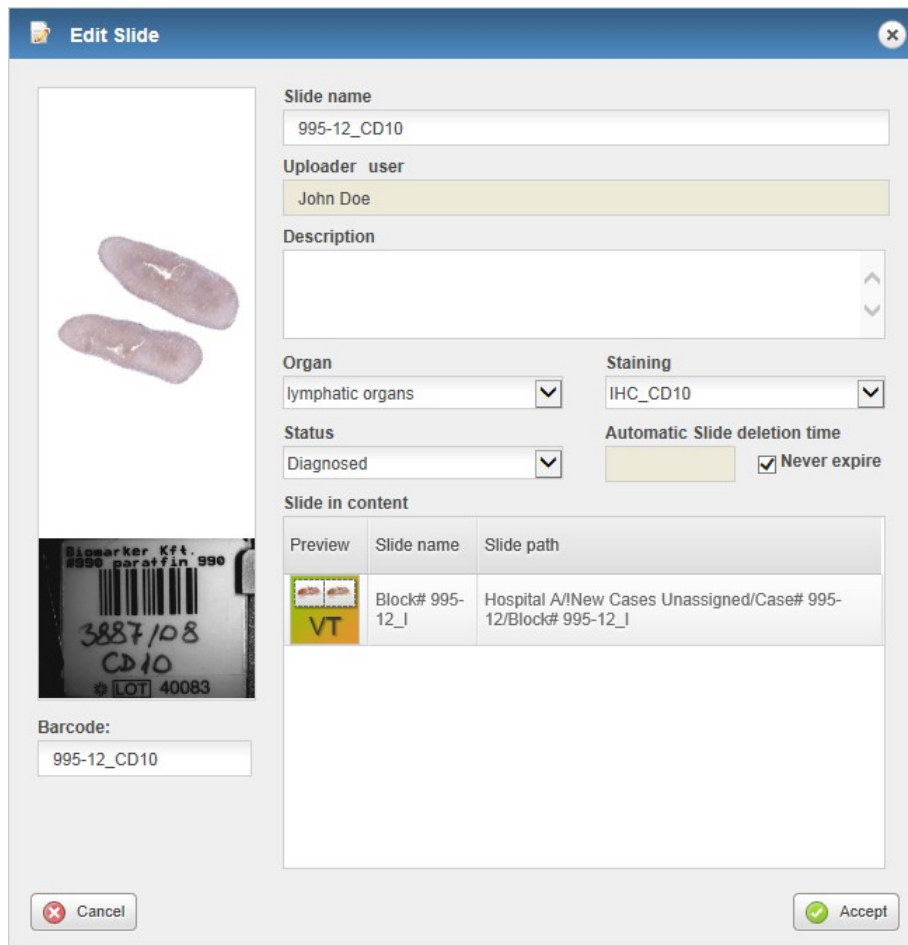 Edit Slide
Slide name
995-12_CD10
Uploader user
John Doe
Description
Organ
Staining
lymphatic organs
IHC_CD10
Status
Automatic Slide deletion time
Diagnosed
Never expire
Slide in content
Preview Slide name Slide path
VT
Block# 995-
12_I
Hospital A/!New Cases Unassigned/Case# 995-
12/Block# 995-12_I
Biomarker Kft.
#990 paraffin 990
3887/08
CD10
LOT 40083
Barcode:
995-12_CD10
Cancel
Accept